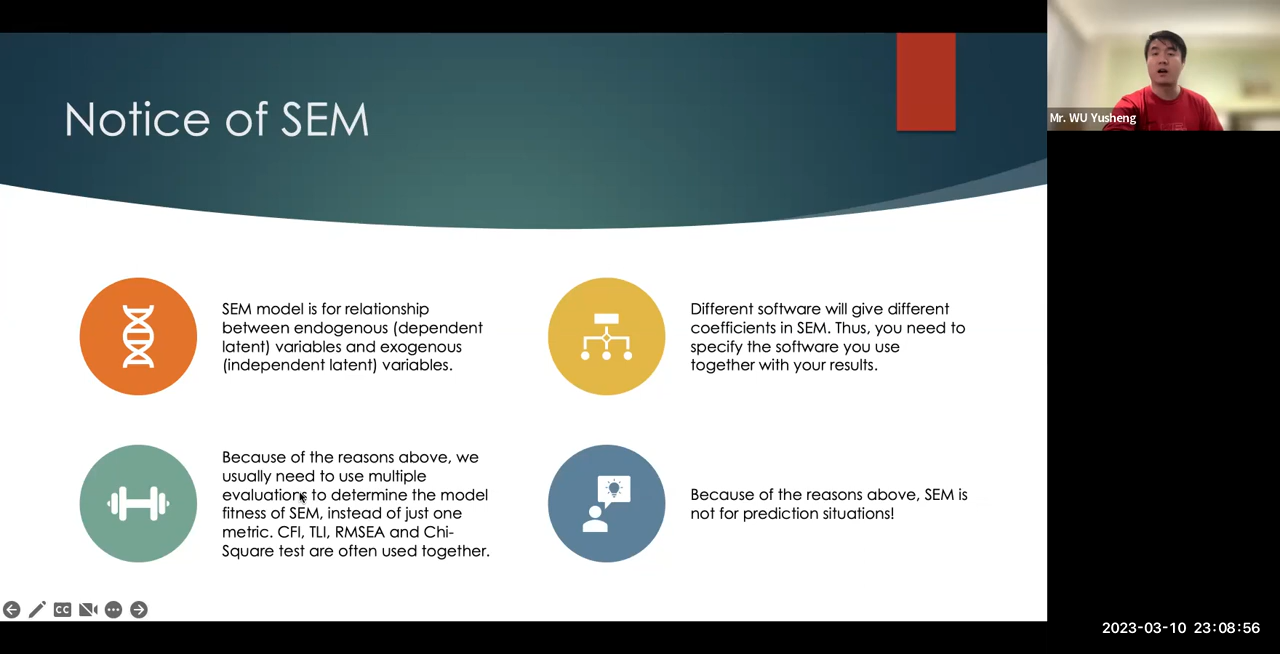 Notice of SEM
SEM model is for relationship
between endogenous (dependent
latent) variables and exogenous
(independent latent) variables.
Different software will give different
coefficients in SEM. Thus, you need to
specify the software you use
together with your results.
Because of the reasons above, we
usually need to use multiple
evaluations to determine the model
fitness of SEM, instead of just one
metric. CFI, TLI, RMSEA and Chi-
Square test are often used together.
Because of the reasons above, SEM is
not for prediction situations!
CC
Mr. WU Yusheng
2023-03-10 23:08:56